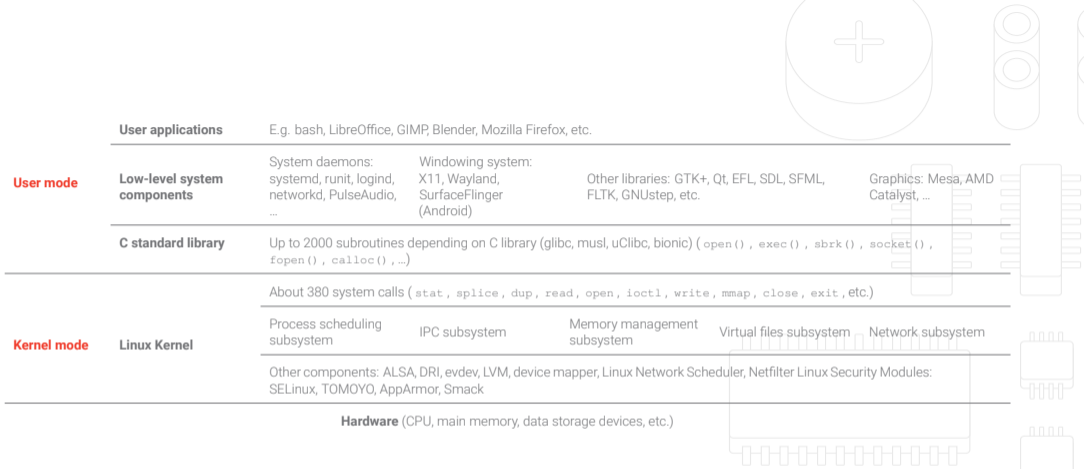 User applications
E.g. bash, LibreOffice, GIMP, Blender, Mozilla Firefox, etc.
User mode
Low-level system
components
System daemons:
systemd, runit, logind,
networkd, PulseAudio,
...
Windowing system:
X11, Wayland,
SurfaceFlinger
(Android)
Other libraries: GTK+, Qt, EFL, SDL, SFML,
FLTK, GNUstep, etc.
Graphics: Mesa, AMD
Catalyst, ...
C standard library
Up to 2000 subroutines depending on C library (glibc, musl, uClibc, bionic) ( open() , exec() , sbrk() , socket() ,
fopen() , calloc() , ...)
Kernel mode
Linux Kernel
About 380 system calls ( stat , splice , dup , read , open , ioctl , write , mmap , close , exit , etc.)
Process scheduling
subsystem
IPC subsystem
Memory management
subsystem
Virtual files subsystem
Network subsystem
Other components: ALSA, DRI, evdev, LVM, device mapper, Linux Network Scheduler, Netfilter Linux Security Modules:
SELinux, TOMOYO, AppArmor, Smack
Hardware (CPU, main memory, data storage devices, etc.)